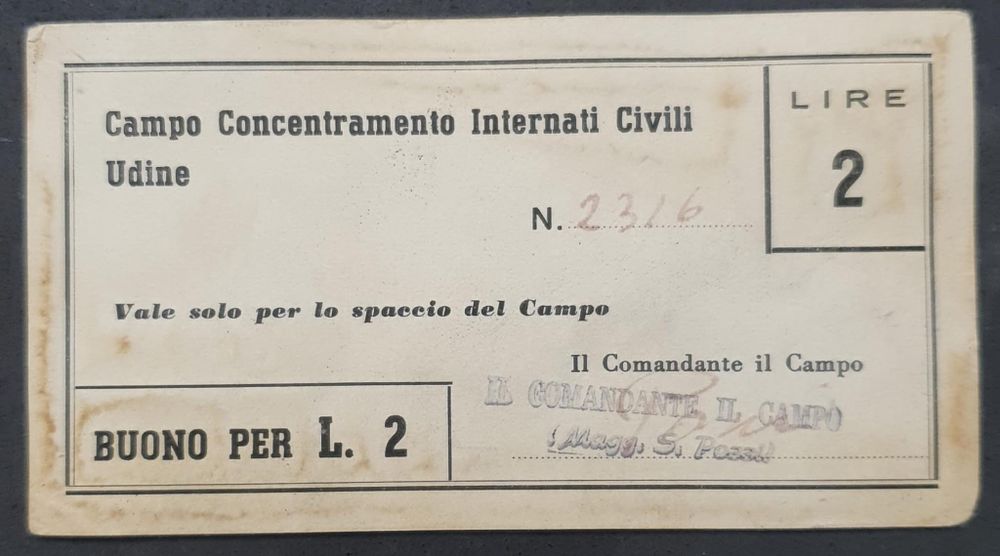 LIRE
2
Campo Concentramento Internati Civili
Udine
N. 2316
Vale solo per lo spaccio del Campo
Il Comandante il Campo
IL COMANDANTE IL CAMPO
(Magg. S.
BUONO PER L. 2